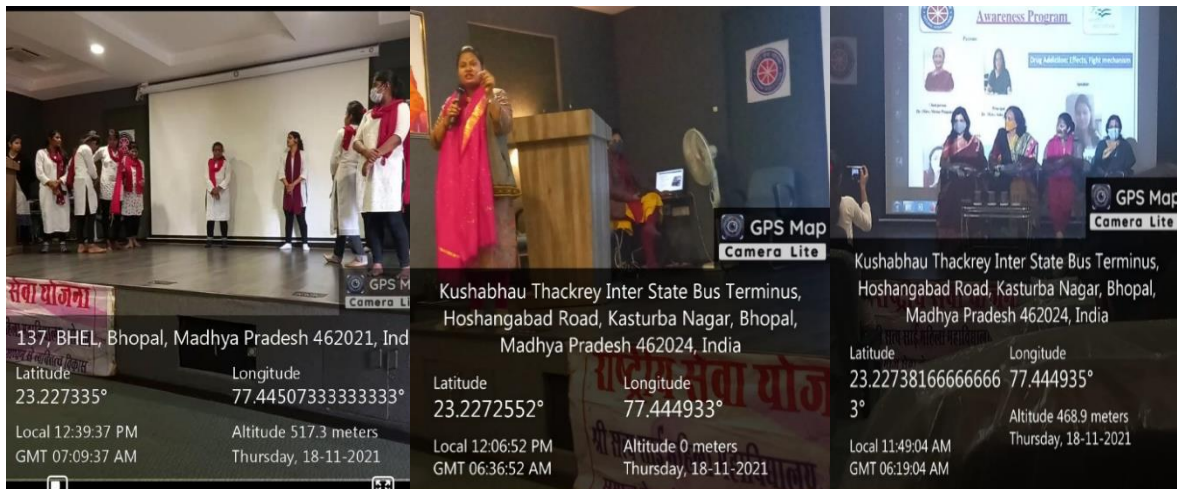 सेवा योजना
GPS M
Camera Li
137, BHEL, Bhopal, Madhya Pradesh 462021, Ind
Latitude
23.227335°
Longitude
77.44507333333333°
Local 12:39:37 PM
GMT 07:09:37 AM
Altitude 517.3 meters
Thursday, 18-11-2021
GPS Map
Camera Lite
Kushabhau Thackrey Inter State Bus Terminus,
Hoshangabad Road, Kasturba Nagar, Bhopal,
Madhya Pradesh 462024, India
राष्ट्रीय सेवा योज
Latitude
23.2272552°
Longitude
77.444933°
Local 12:06:52 PM
GMT 06:36:52 AM
Altitude 0 meters
Thursday, 18-11-2021
श्री सत्य साईं महिला महाविद्यालय
Awareness Program
Drug Addiction: Effects, Fight mechanism
GPS Map
Camera Lite
Kushabhau Thackrey Inter State Bus Terminus,
Hoshangabad Road, Kasturba Nagar, Bhopal,
Madhya Pradesh 462024, India
Latitude
23.22738166666666
3°
Longitude
77.444935°
Local 11:49:04 AM
GMT 06:19:04 AM
Altitude 468.9 meters
Thursday, 18-11-2021